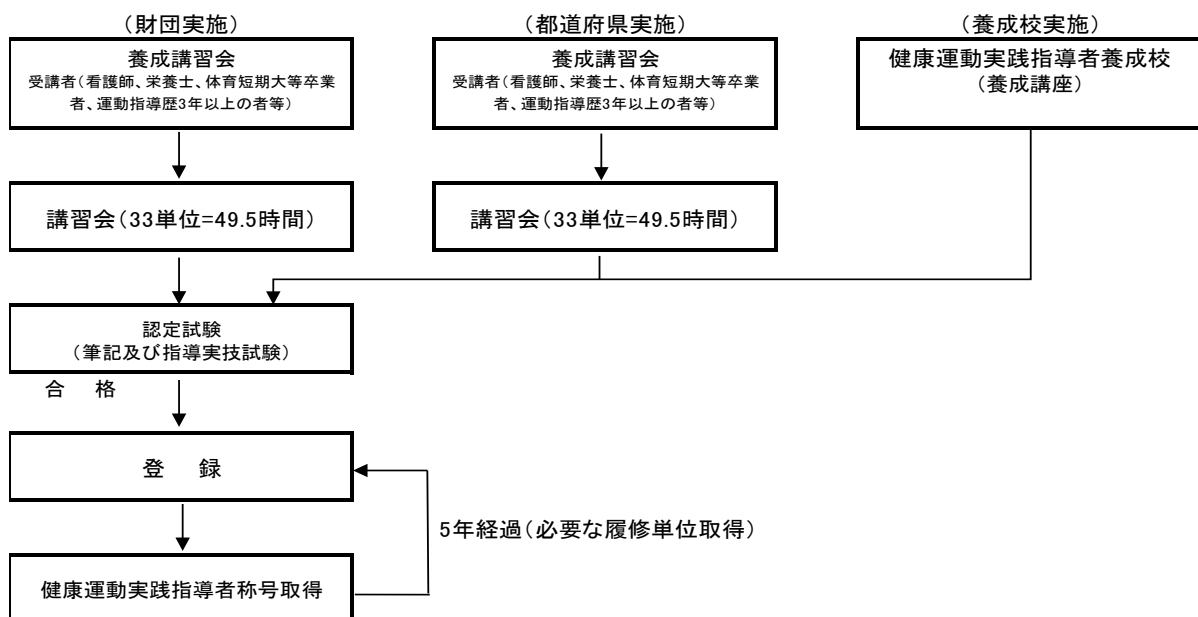 (財団実施)
養成講習会
受講者(看護師、栄養士、体育短期大等卒業
者、運動指導歴3年以上の者等)
講習会(33単位=49.5時間)
(都道府県実施)
養成講習会
受講者(看護師、栄養士、体育短期大等卒業
者、運動指導歴3年以上の者等)
講習会(33単位=49.5時間)
(養成校実施)
健康運動実践指導者養成校
(養成講座)
認定試験
(筆記及び指導実技試験)
合 格
登 録
5年経過(必要な履修単位取得)
健康運動実践指導者称号取得